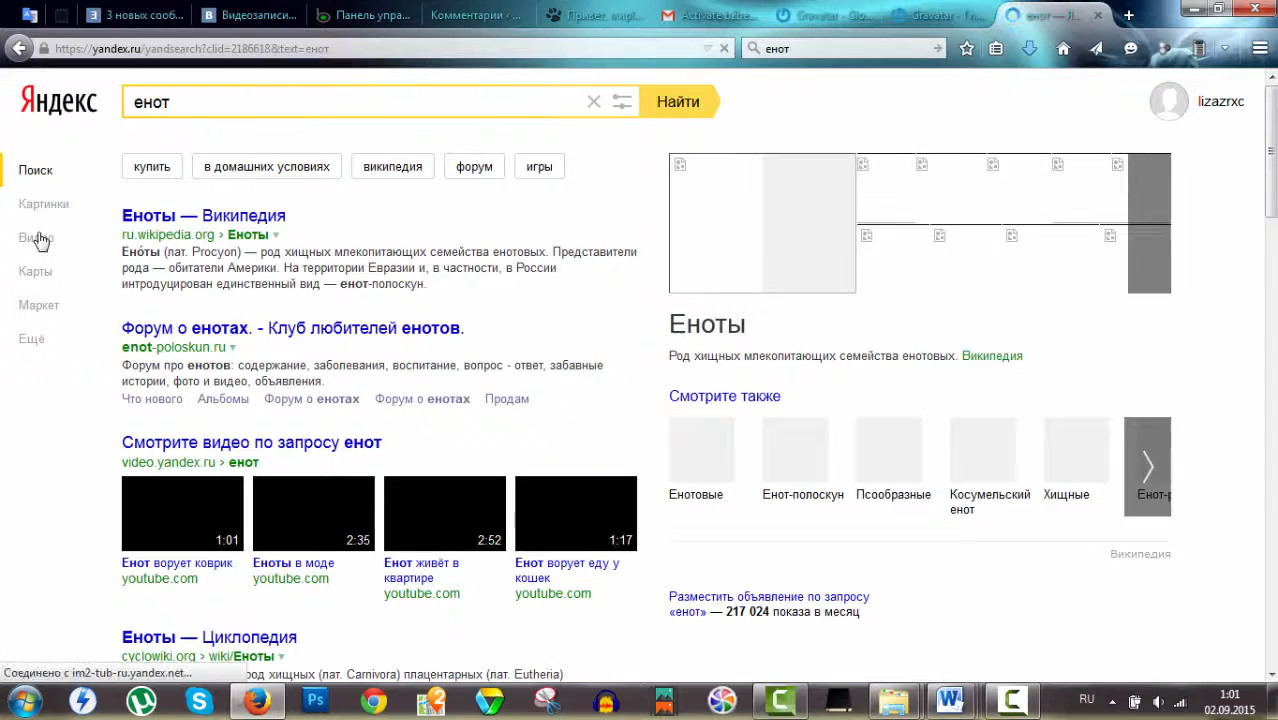 3 новых сооб...
Видеозаписи...
Панель упра...
Комментарии ‹...
Привет, мир!...
Activate b2he...
Gravatar - Glo...
Gravatar - Гл...
енот — Я...
https://yandex.ru/yandsearch?clid=2186618&text=енот
енот
Яндекс
енот
Найти
lizazrxc
Поиск
Картинки
Карты
Маркет
Ещё
купить
в домашних условиях
википедия
форум
игры
Еноты — Википедия
ru.wikipedia.org › Еноты
Ено́ты (лат. Procyon) — род хищных млекопитающих семейства енотовых. Представители
рода — обитатели Америки. На территории Евразии и, в частности, в России
интродуцирован единственный вид — енот-полоскун.
Форум о енотах. - Клуб любителей енотов.
enot-poloskun.ru
Форум про енотов: содержание, заболевания, воспитание, вопрос - ответ, забавные
истории, фото и видео, объявления.
Что нового Альбомы Форум о енотах Форум о енотах Продам
Смотрите видео по запросу енот
video.yandex.ru › енот
1:01
2:35
2:52
1:17
Енот ворует коврик
youtube.com
Еноты в моде
youtube.com
Енот живёт в
квартире
youtube.com
Енот ворует еду у
кошек
youtube.com
Еноты — Циклопедия
cyclowiki.org › wiki/Еноты
род хищных (лат. Carnivora) плацентарных (лат. Eutheria)
Еноты
Род хищных млекопитающих семейства енотовых. Википедия
Смотрите также
Енотовые
Енот-полоскун
Псообразные
Косумельский
енот
Хищные
Енот-р
Википедия
Разместить объявление по запросу
«енот» — 217 024 показа в месяц
Соединено с im2-tub-ru.yandex.net...
RU
1:01
02.09.2015